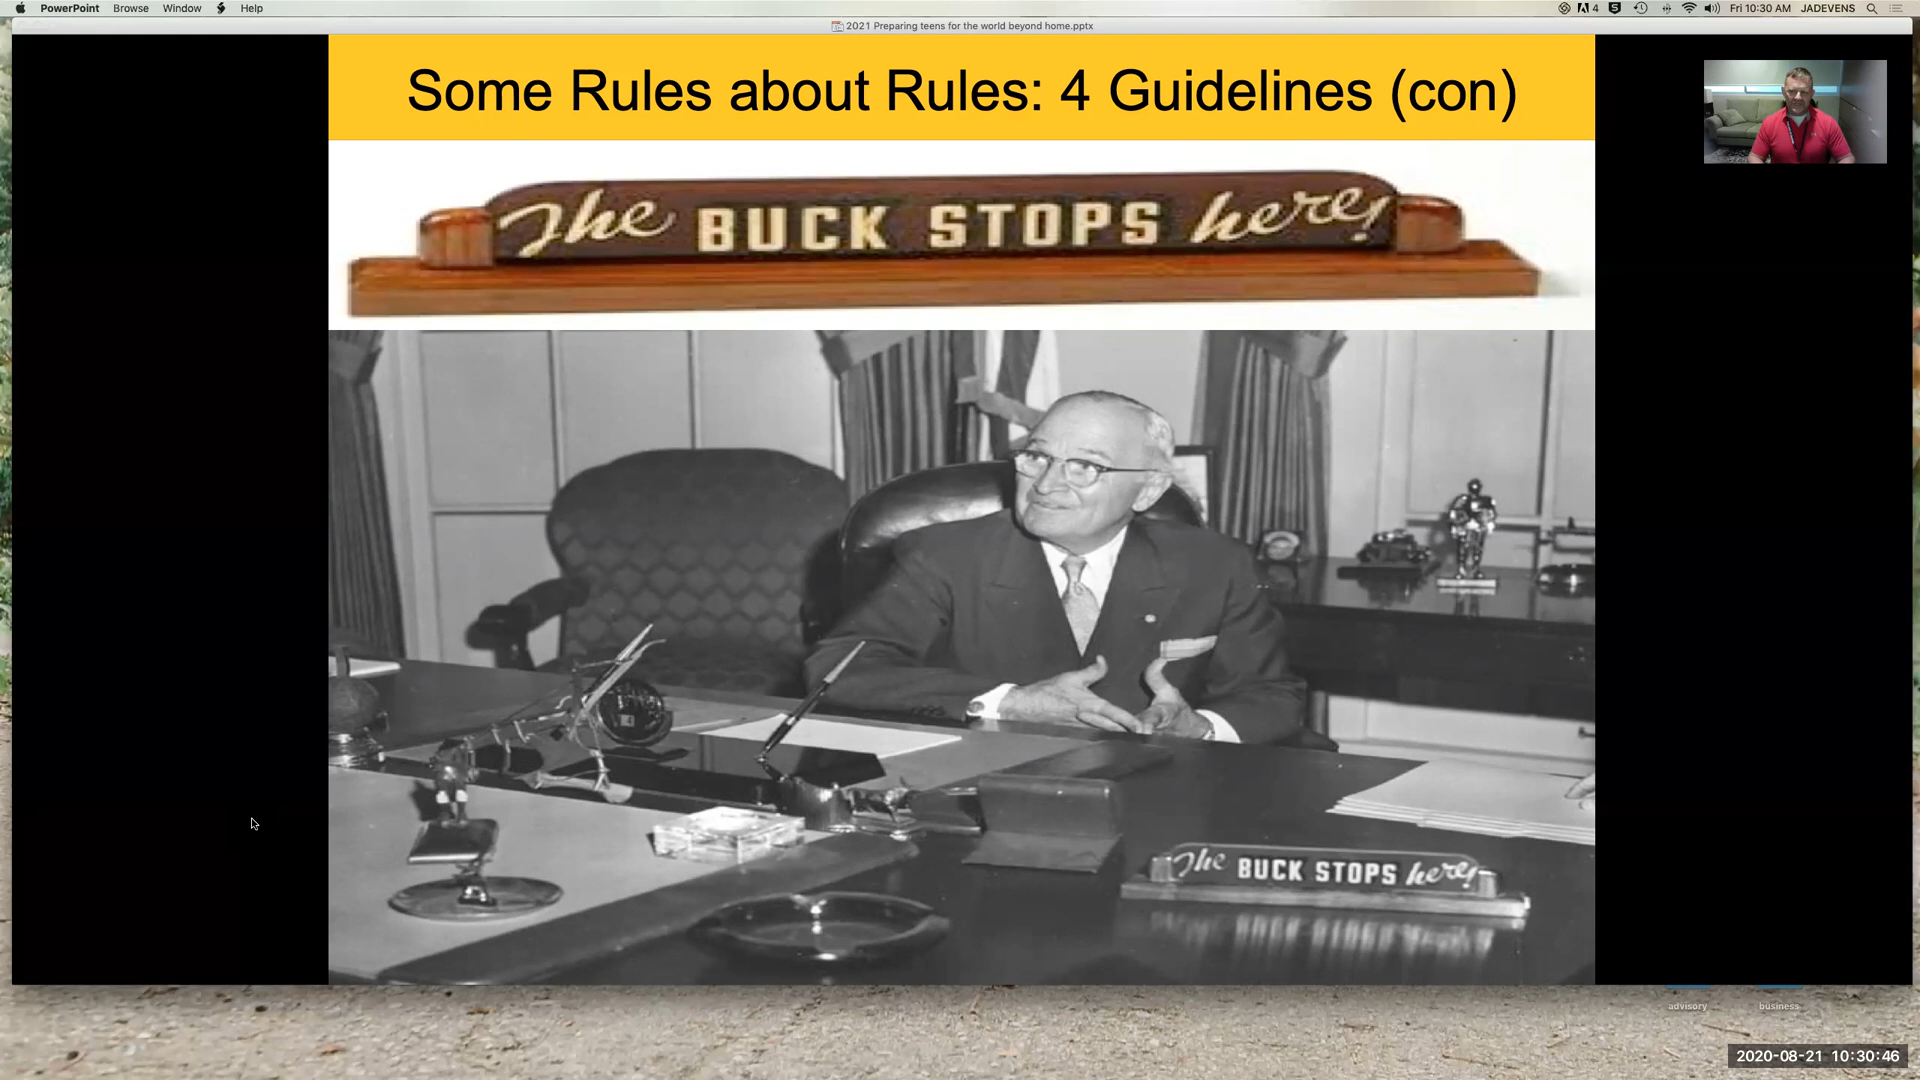 PowerPoint Browse Window Help
4 Fri 10:30 AM JADEVENS
2021 Preparing teens for the world beyond home.pptx
Some Rules about Rules: 4 Guidelines (con)
The BUCK STOPS here!
The BUCK STOPS here!
advisory business
2020-08-21 10:30:46